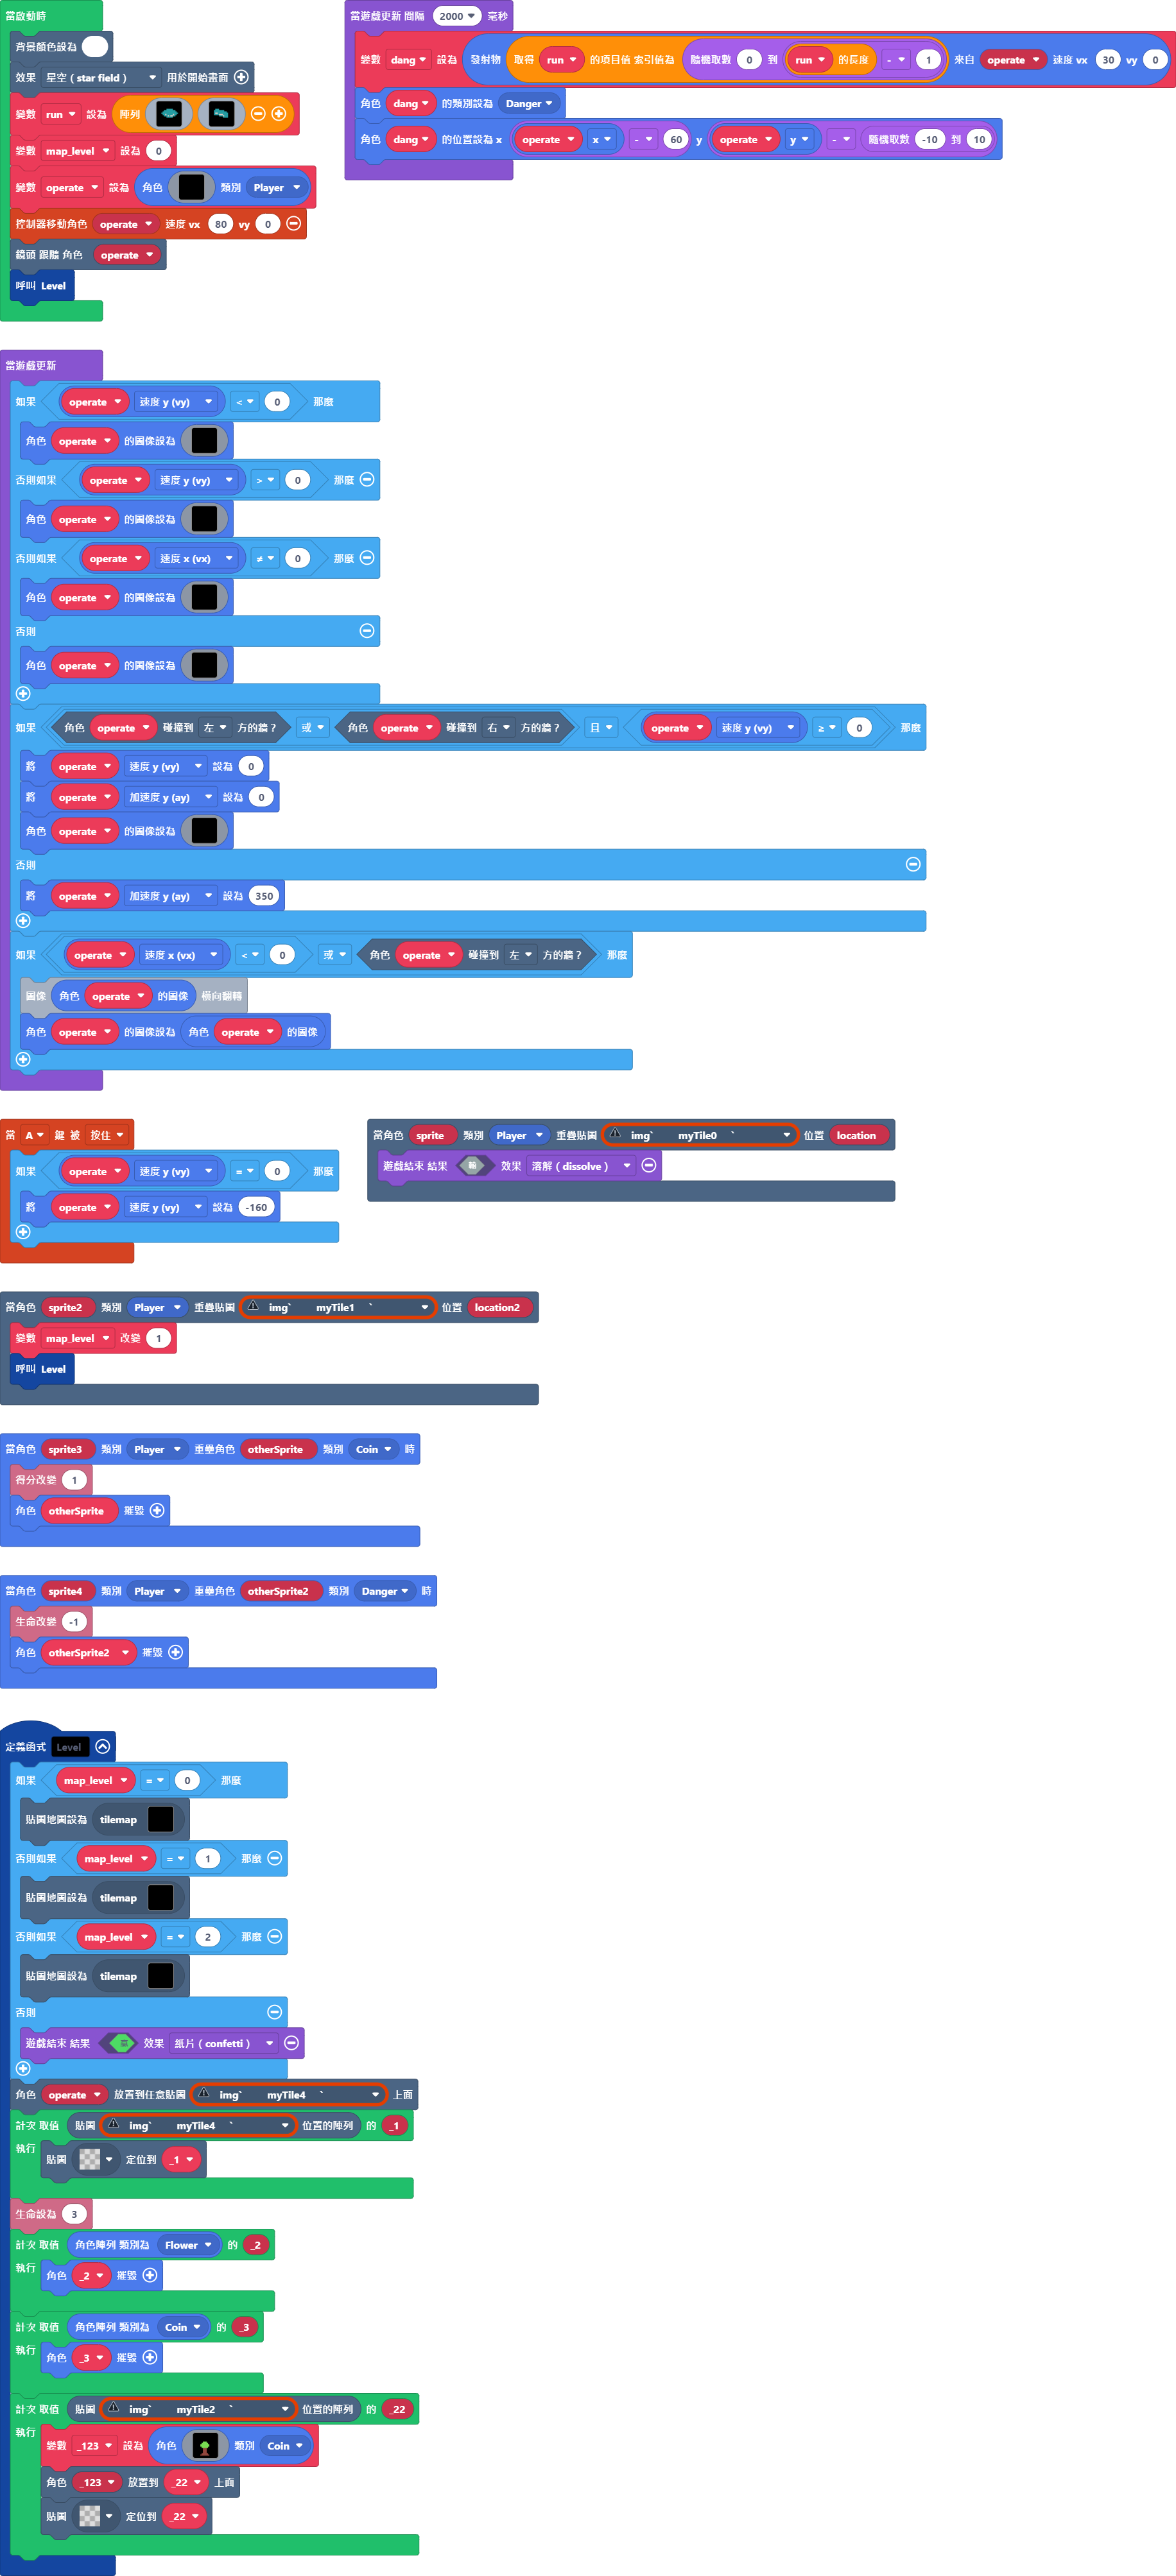 當啟動時
背景顏色設為
效果 星空 ( star field ) 用於開始畫面
變數 run 設為 陣列
變數 map_level 設為 0
變數 operate 設為 角色 類別 Player
控制器移動角色 operate 速度 vx 80 vy 0
鏡頭 跟隨 角色 operate
呼叫 Level
當遊戲更新 間隔 2000 毫秒
變數 dang 設為 發射物 取得 run 的項目值 索引值為 隨機取數 0 到 run 的長度 - 1 來自 operate 速度 vx 30 vy 0
角色 dang 的類別設為 Danger
角色 dang 的位置設為 x operate x - 60 y operate y - 隨機取數 -10 到 10
當遊戲更新
如果 operate 速度 y (vy) < 0 那麼
角色 operate 的圖像設為
否則如果 operate 速度 y (vy) > 0 那麼
角色 operate 的圖像設為
否則如果 operate 速度 x (vx) ≠ 0 那麼
角色 operate 的圖像設為
否則
角色 operate 的圖像設為
如果 角色 operate 碰撞到 左 方的牆? 或 角色 operate 碰撞到 右 方的牆? 且 operate 速度 y (vy) ≥ 0 那麼
將 operate 速度 y (vy) 設為 0
將 operate 加速度 y (ay) 設為 0
角色 operate 的圖像設為
否則
將 operate 加速度 y (ay) 設為 350
如果 operate 速度 x (vx) < 0 或 角色 operate 碰撞到 左 方的牆? 那麼
圖像 角色 operate 的圖像 橫向翻轉
角色 operate 的圖像設為 角色 operate 的圖像
當 A 鍵 被 按住
如果 operate 速度 y (vy) = 0 那麼
將 operate 速度 y (vy) 設為 -160
當角色 sprite 類別 Player 重疊貼圖 img` myTile0 ` 位置 location
遊戲結束 結果 輸 效果 溶解 ( dissolve )
當角色 sprite2 類別 Player 重疊貼圖 img` myTile1 ` 位置 location2
變數 map_level 改變 1
呼叫 Level
當角色 sprite3 類別 Player 重疊角色 otherSprite 類別 Coin 時
得分改變 1
角色 otherSprite 摧毀
當角色 sprite4 類別 Player 重疊角色 otherSprite2 類別 Danger 時
生命改變 -1
角色 otherSprite2 摧毀
定義函式 Level
如果 map_level = 0 那麼
貼圖地圖設為 tilemap
否則如果 map_level = 1 那麼
貼圖地圖設為 tilemap
否則如果 map_level = 2 那麼
貼圖地圖設為 tilemap
否則
遊戲結束 結果 贏 效果 紙片 ( confetti )
角色 operate 放置到任意貼圖 img` myTile4 ` 上面
計次 取值 貼圖 img` myTile4 ` 位置的陣列 的 _1
執行 貼圖 定位到 _1
生命設為 3
計次 取值 角色陣列 類別為 Flower 的 _2
執行 角色 _2 摧毀
計次 取值 角色陣列 類別為 Coin 的 _3
執行 角色 _3 摧毀
計次 取值 貼圖 img` myTile2 ` 位置的陣列 的 _22
執行 變數 _123 設為 角色 類別 Coin
角色 _123 放置到 _22 上面
貼圖 定位到 _22